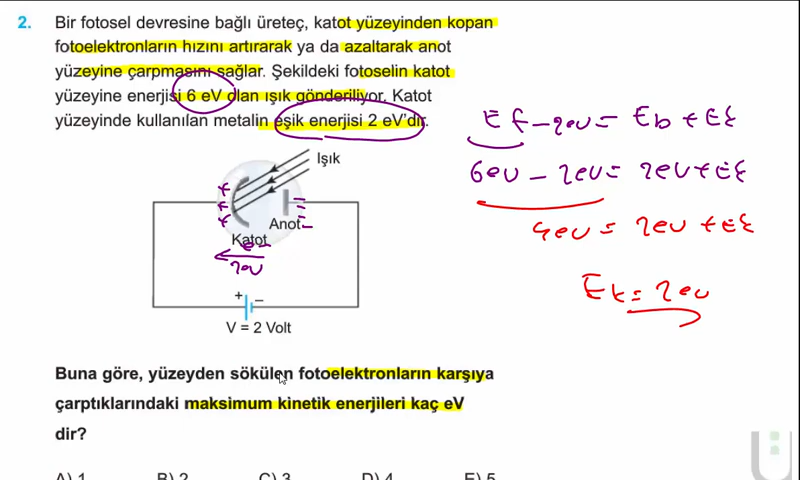 2. Bir fotosel devresine bağlı üreteç, katot yüzeyinden kopan
fotoelektronların hızını artırarak ya da azaltarak anot
yüzeyine çarpmasını sağlar. Şekildeki fotoselin katot
yüzeyine enerjisi 6 eV olan ışık gönderiliyor. Katot
yüzeyinde kullanılan metalin eşik enerjisi 2 eV'dir.
Ef - 2eV = Eb + Ek
6eV - 2eV = 2eV + Ek
4eV = 2eV + Ek
Ek = 2eV
Işık
+
+
+
Anot
Katot
e-
2eV
+ -
V = 2 Volt
Buna göre, yüzeyden sökülen fotoelektronların karşıya
çarptıklarındaki maksimum kinetik enerjileri kaç eV
dir?
A) 1 B) 2 C) 3 D) 4 E) 5